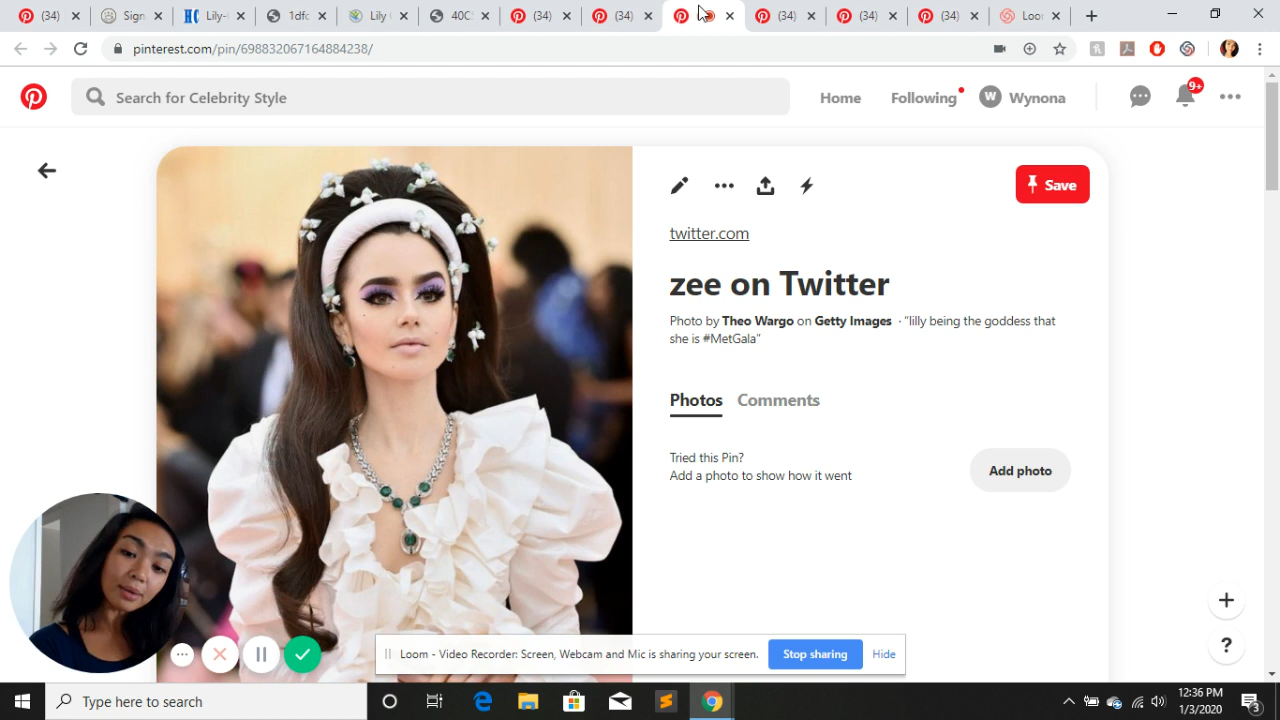 (34)
Sign
Lily-
1dfc
Lily
40C
(34)
(34)
(34)
(34)
(34)
Loo
pinterest.com/pin/698832067164884238/
Search for Celebrity Style
Home
Following
W
Wynona
9+
Save
twitter.com
zee on Twitter
Photo by Theo Wargo on Getty Images · "lilly being the goddess that
she is #MetGala"
Photos
Comments
Tried this Pin?
Add a photo to show how it went
Add photo
+
?
Loom - Video Recorder: Screen, Webcam and Mic is sharing your screen.
Stop sharing
Hide
Type here to search
12:36 PM
1/3/2020
3